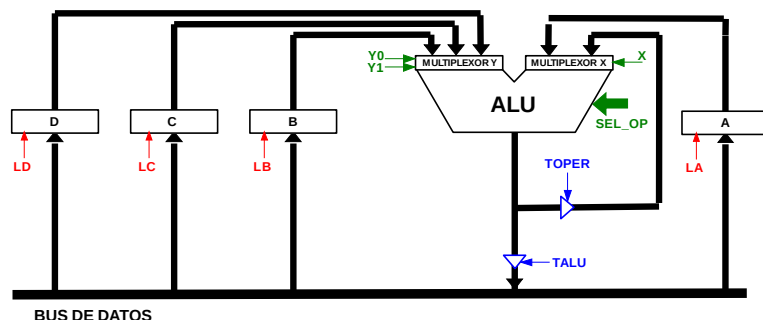 Y0
Y1
MULTIPLEXOR Y
MULTIPLEXOR X
X
ALU
SEL_OP
D
C
B
A
LD
LC
LB
LA
TOPER
TALU
BUS DE DATOS